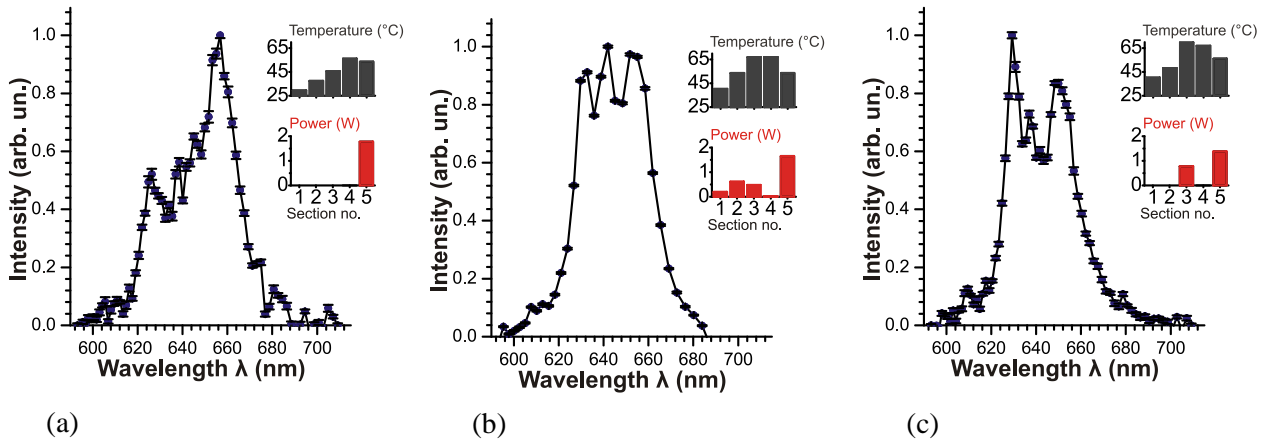 Intensity (arb. un.)
1.0
0.8
0.6
0.4
0.2
0.0
600 620 640 660 680 700
Wavelength λ (nm)
Temperature (°C)
65
45
25
Power (W)
2
1
0
1 2 3 4 5
Section no.
(a)
Intensity (arb. un.)
1.0
0.8
0.6
0.4
0.2
0.0
600 620 640 660 680 700
Wavelength λ (nm)
Temperature (°C)
65
45
25
Power (W)
2
1
0
1 2 3 4 5
Section no.
(b)
Intensity (arb. un.)
1.0
0.8
0.6
0.4
0.2
0.0
600 620 640 660 680 700
Wavelength λ (nm)
Temperature (°C)
65
45
25
Power (W)
2
1
0
1 2 3 4 5
Section no.
(c)